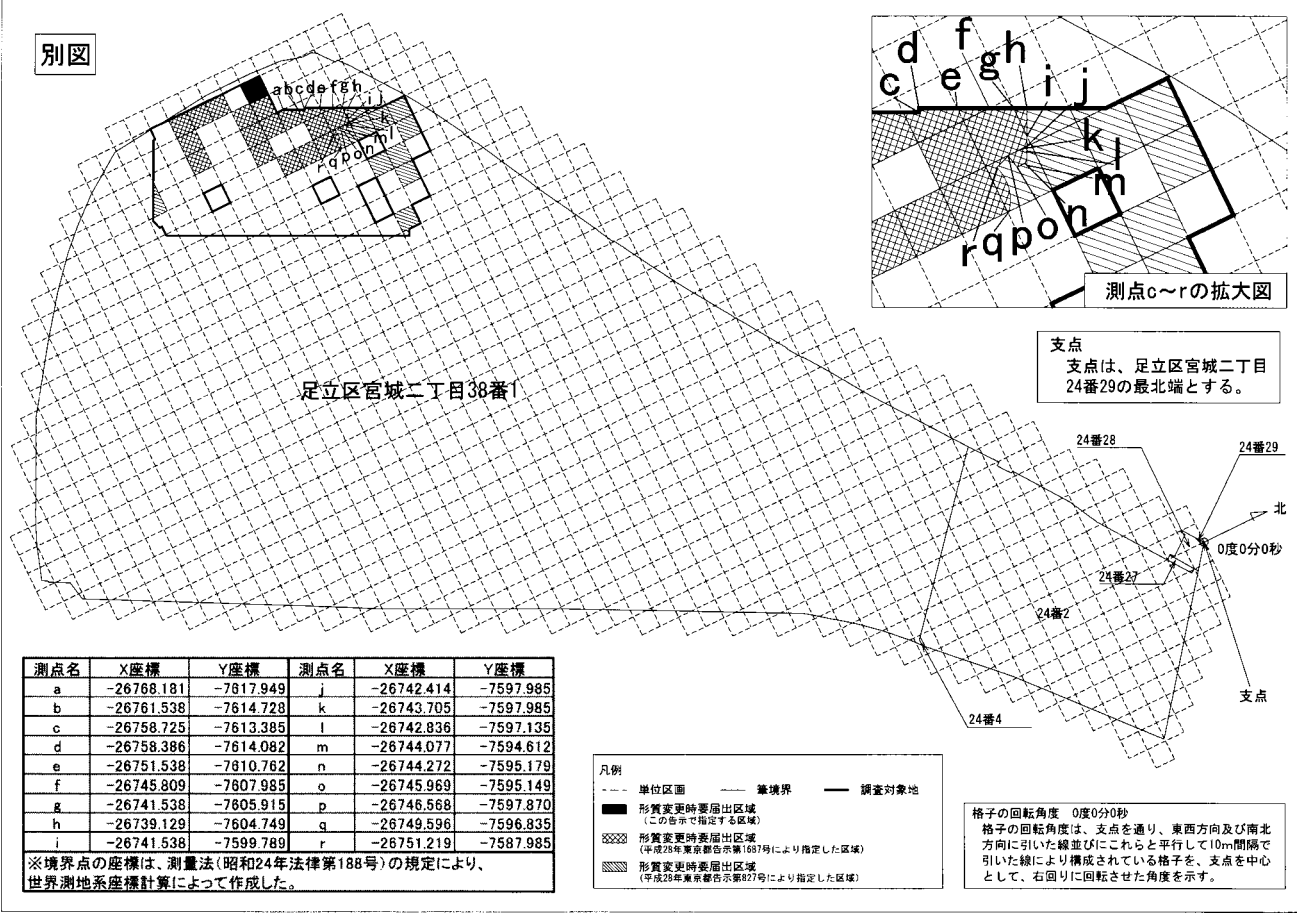 別図
a b c d e f g h
i j
k
l
m
r q p o n
c d e f g h i j
k
l
m
r q p o n
測点c～rの拡大図
支点
支点は、足立区宮城二丁目
24番29の最北端とする。
足立区宮城二丁目38番1
24番28
24番29
北
0度0分0秒
24番27
24番2
支点
24番4
測点名 X座標 Y座標 測点名 X座標 Y座標
a -26768.181 -7617.949 j -26742.414 -7597.985
b -26761.538 -7614.728 k -26743.705 -7597.985
c -26758.725 -7613.385 l -26742.836 -7597.135
d -26758.386 -7614.082 m -26744.077 -7594.612
e -26751.538 -7610.762 n -26744.272 -7595.179
f -26745.809 -7607.985 o -26745.969 -7595.149
g -26741.538 -7605.915 p -26746.568 -7597.870
h -26739.129 -7604.749 q -26749.596 -7596.835
i -26741.538 -7599.789 r -26751.219 -7587.985
※境界点の座標は、測量法(昭和24年法律第188号)の規定により、
世界測地系座標計算によって作成した。
凡例
単位区画 筆境界 調査対象地
形質変更時要届出区域
(この告示で指定する区域)
形質変更時要届出区域
(平成28年東京都告示第1687号により指定した区域)
形質変更時要届出区域
(平成28年東京都告示第827号により指定した区域)
格子の回転角度 0度0分0秒
格子の回転角度は、支点を通り、東西方向及び南北
方向に引いた線並びにこれらと平行して10m間隔で
引いた線により構成されている格子を、支点を中心
として、右回りに回転させた角度を示す。